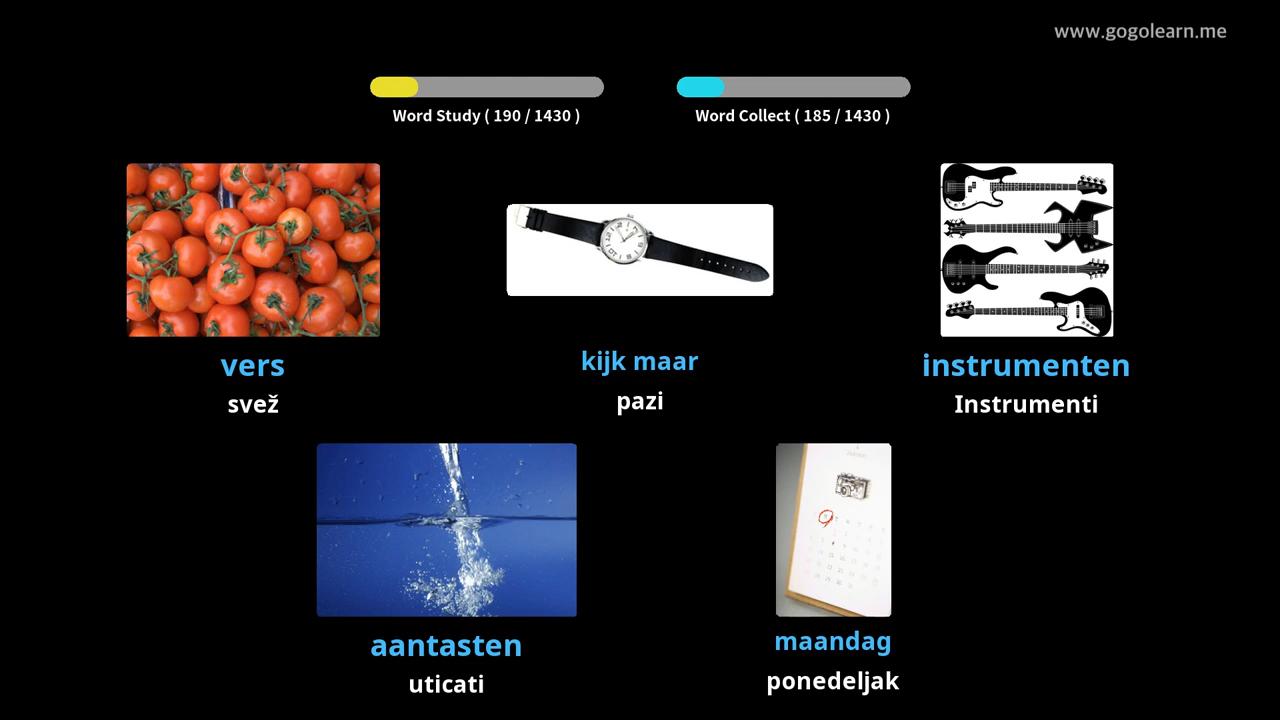 www.gogolearn.me
Word Study ( 190 / 1430 )
Word Collect ( 185 / 1430 )
vers
svež
kijk maar
pazi
instrumenten
Instrumenti
aantasten
uticati
maandag
ponedeljak